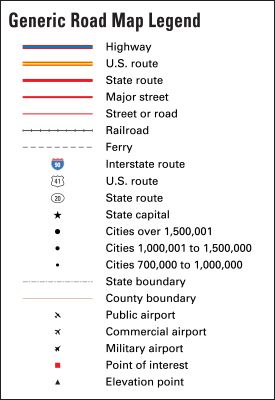 Generic Road Map Legend
Highway
U.S. route
State route
Major street
Street or road
Railroad
Ferry
90 Interstate route
41 U.S. route
20 State route
State capital
Cities over 1,500,001
Cities 1,000,001 to 1,500,000
Cities 700,000 to 1,000,000
State boundary
County boundary
Public airport
Commercial airport
Military airport
Point of interest
Elevation point